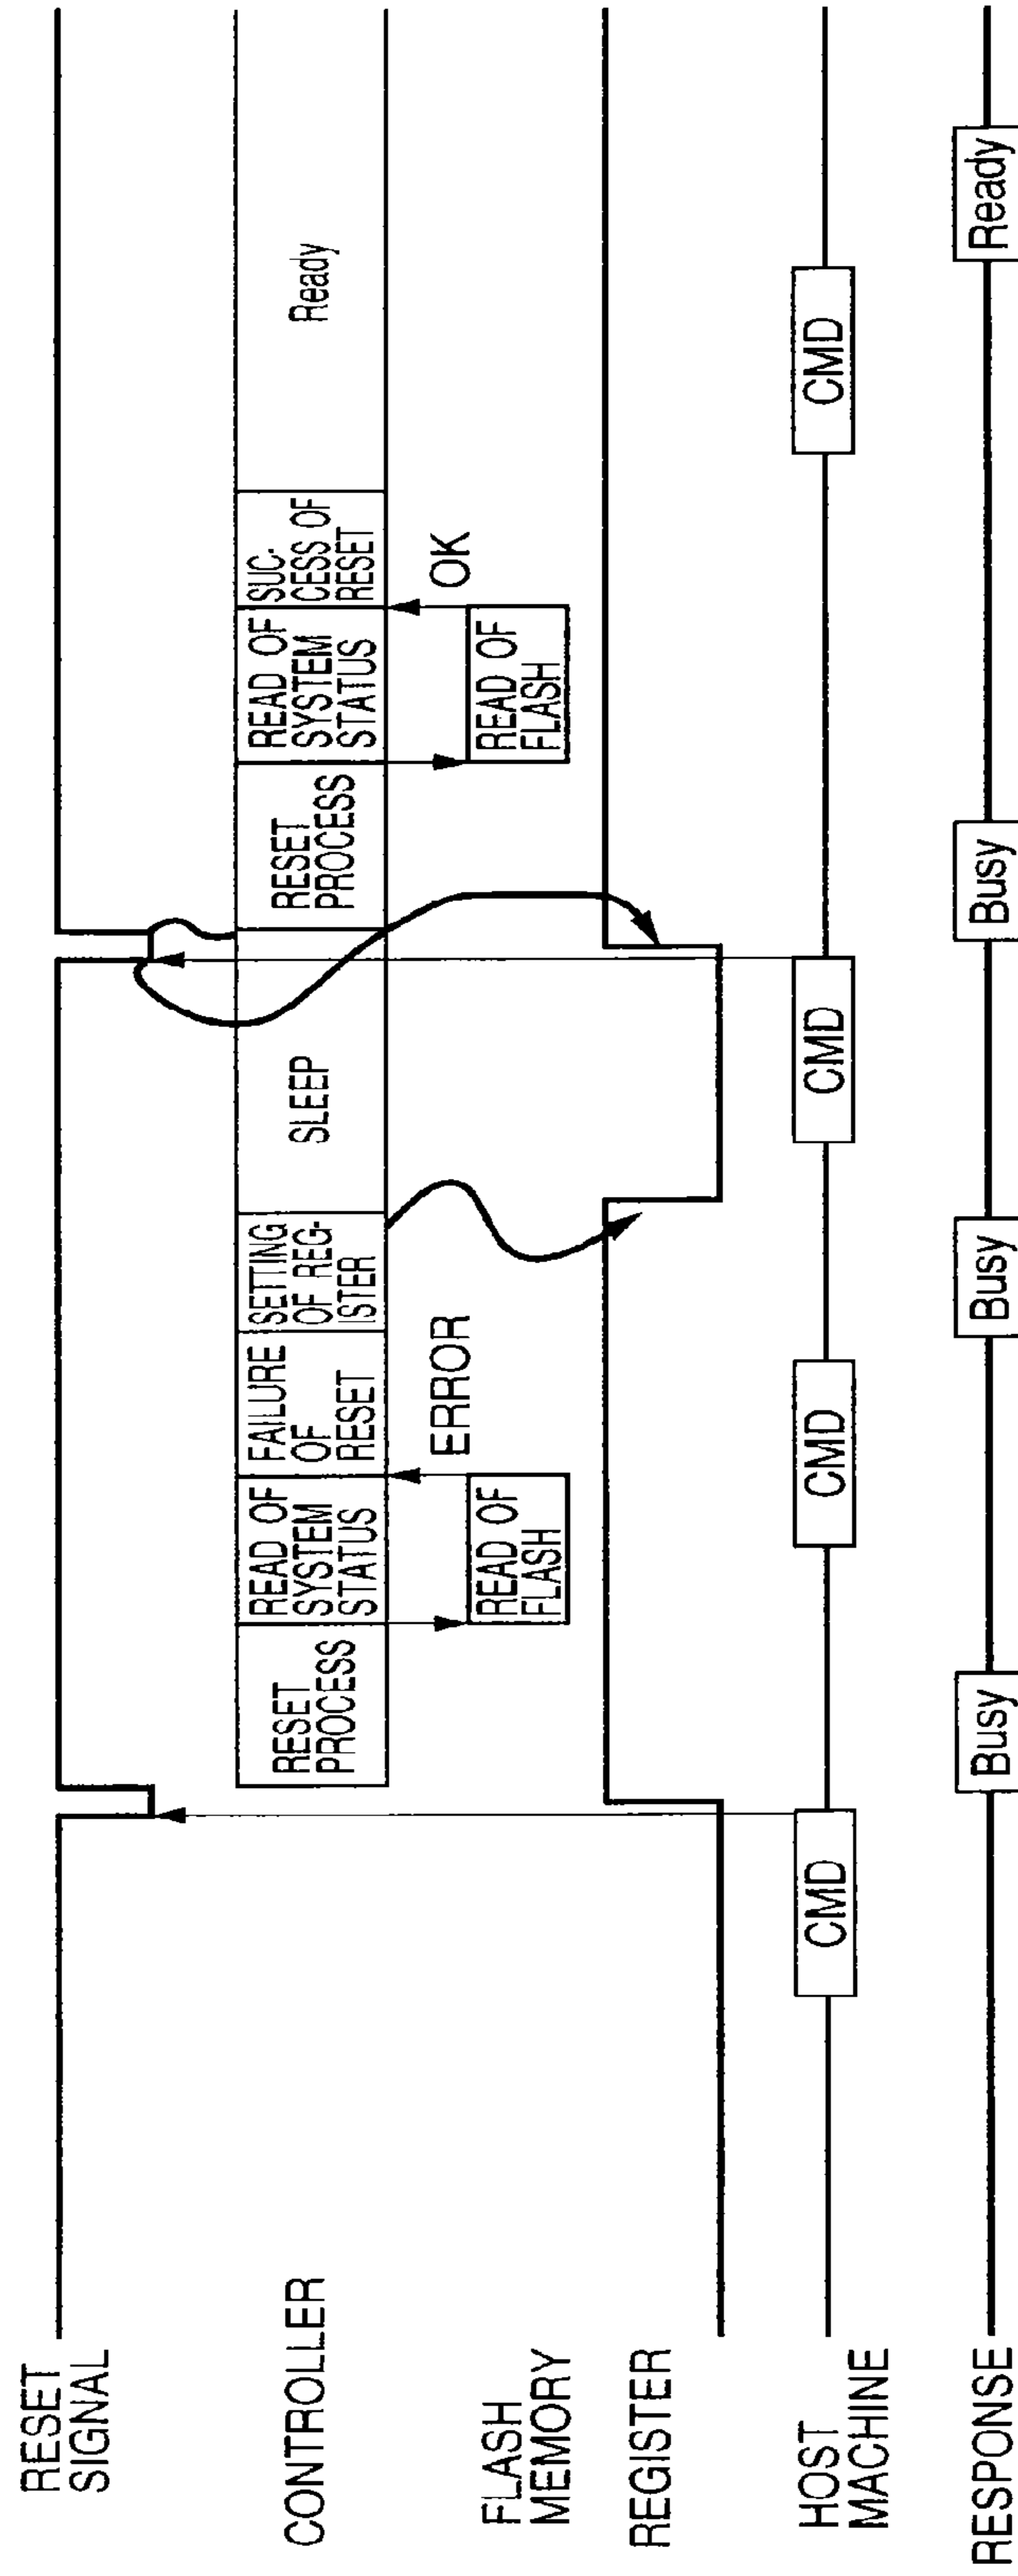 RESET
SIGNAL
CONTROLLER
RESET
PROCESS
READ OF
SYSTEM
STATUS
FAILURE
OF
RESET
SETTING
OF REG-
ISTER
SLEEP
RESET
PROCESS
READ OF
SYSTEM
STATUS
SUC-
CESS OF
RESET
Ready
FLASH
MEMORY
READ OF
FLASH
ERROR
READ OF
FLASH
OK
REGISTER
HOST
MACHINE
CMD
CMD
CMD
CMD
RESPONSE
Busy
Busy
Busy
Ready